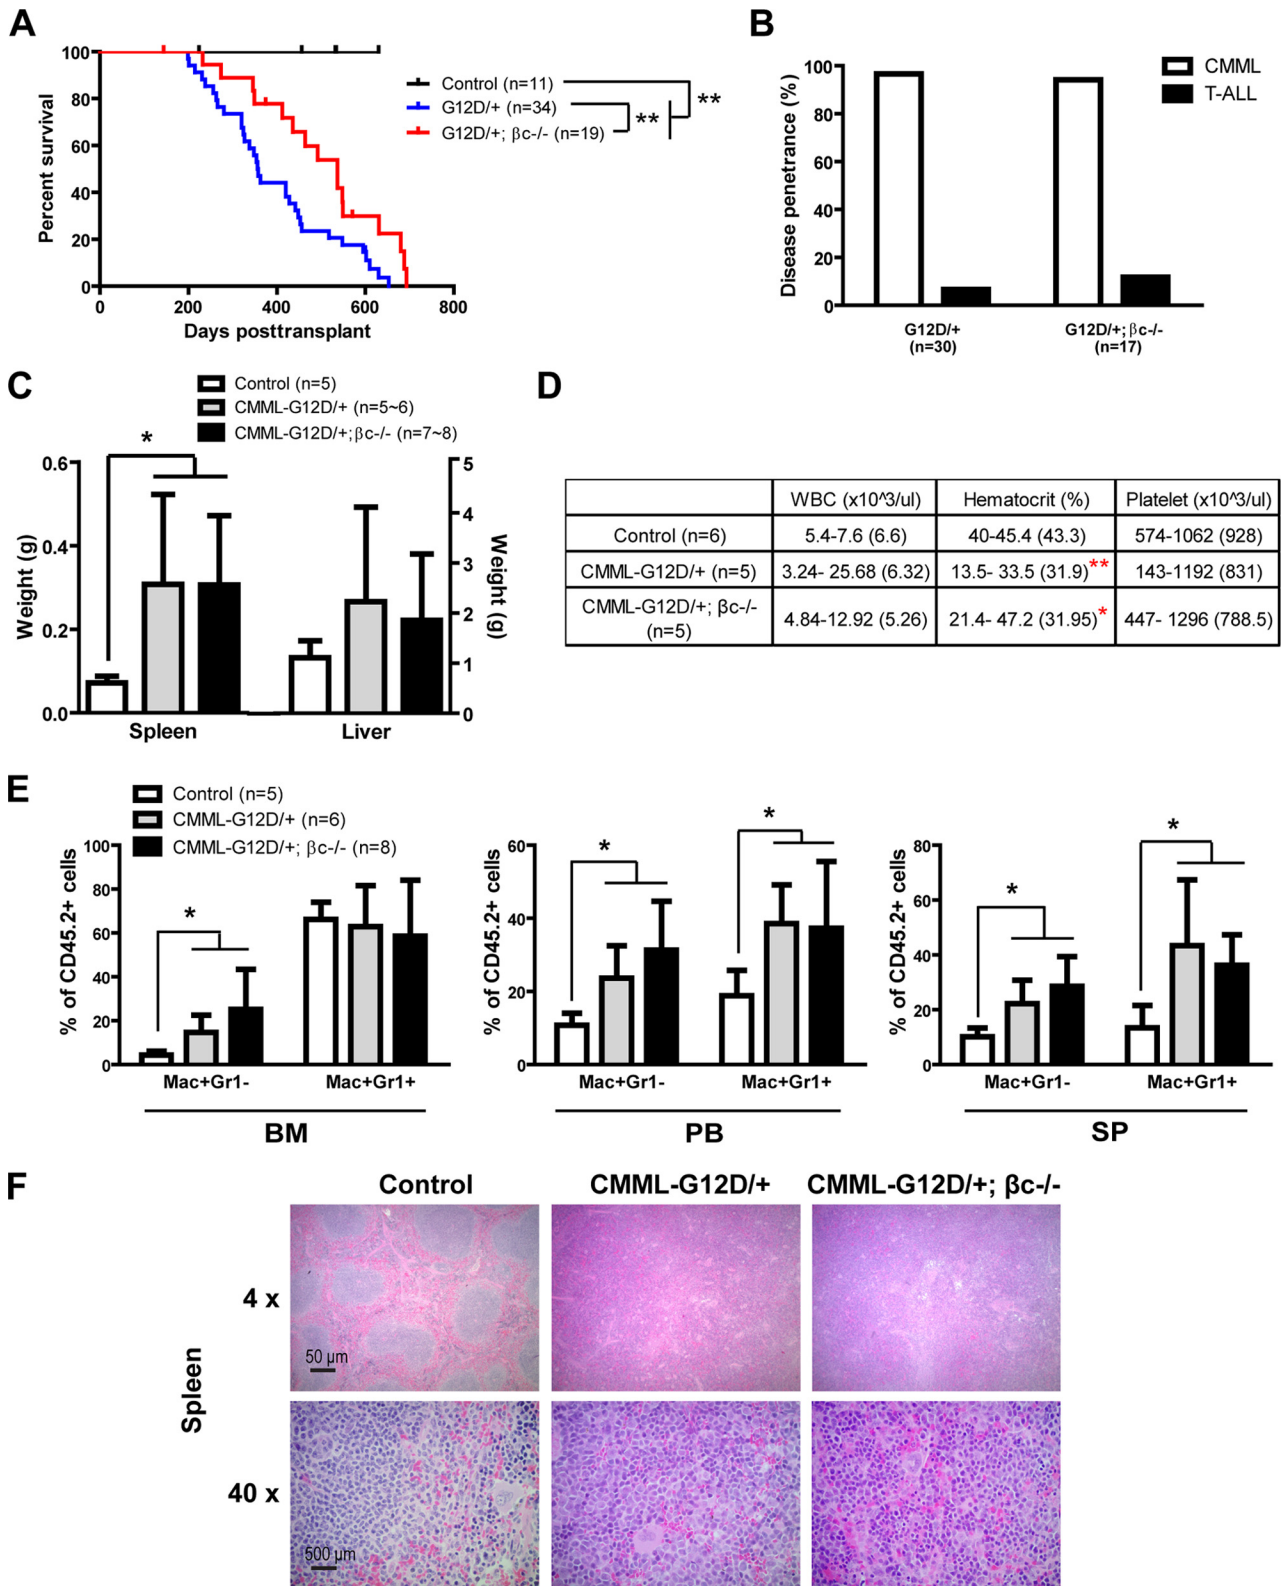 A
Percent survival
100
80
60
40
20
0
0 200 400 600 800
Days posttransplant
Control (n=11)
G12D/+ (n=34)
G12D/+; βc-/- (n=19)
**
**
B
Disease penetrance (%)
100
80
60
40
20
0
CMML
T-ALL
G12D/+
(n=30)
G12D/+; βc-/-
(n=17)
C
Control (n=5)
CMML-G12D/+ (n=5~6)
CMML-G12D/+;βc-/- (n=7~8)
*
Weight (g)
0.6
0.4
0.2
0.0
5
4
3
2
1
0
Weight (g)
Spleen Liver
D
WBC (x10^3/ul) Hematocrit (%) Platelet (x10^3/ul)
Control (n=6) 5.4-7.6 (6.6) 40-45.4 (43.3) 574-1062 (928)
CMML-G12D/+ (n=5) 3.24- 25.68 (6.32) 13.5- 33.5 (31.9)** 143-1192 (831)
CMML-G12D/+; βc-/-
(n=5) 4.84-12.92 (5.26) 21.4- 47.2 (31.95)* 447- 1296 (788.5)
E
Control (n=5)
CMML-G12D/+ (n=6)
CMML-G12D/+; βc-/- (n=8)
% of CD45.2+ cells
100
80
60
40
20
0
*
Mac+Gr1- Mac+Gr1+
BM
% of CD45.2+ cells
60
40
20
0
*
*
Mac+Gr1- Mac+Gr1+
PB
% of CD45.2+ cells
80
60
40
20
0
*
*
Mac+Gr1- Mac+Gr1+
SP
F
Control CMML-G12D/+ CMML-G12D/+; βc-/-
Spleen
4 x
50 µm
40 x
500 µm